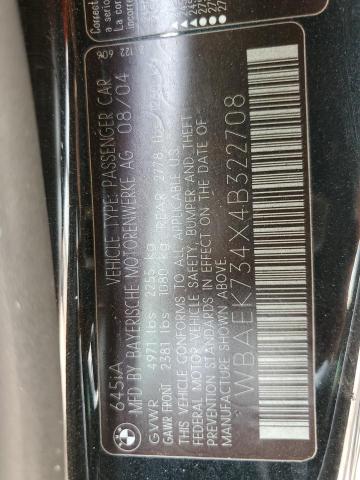 645iA
VEHICLE TYPE: PASSENGER CAR
MFD BY BAYERISCHE MOTORENWERKE AG 08/04
GVWR 4971 lbs 2255 kg
GAWR FRONT 2381 lbs 1080 kg REAR 2778 lbs
THIS VEHICLE CONFORMS TO ALL APPLICABLE U.S.
FEDERAL MOTOR VEHICLE SAFETY, BUMPER AND THEFT
PREVENTION STANDARDS IN EFFECT ON THE DATE OF
MANUFACTURE SHOWN ABOVE.
WBAEK734X4B322708